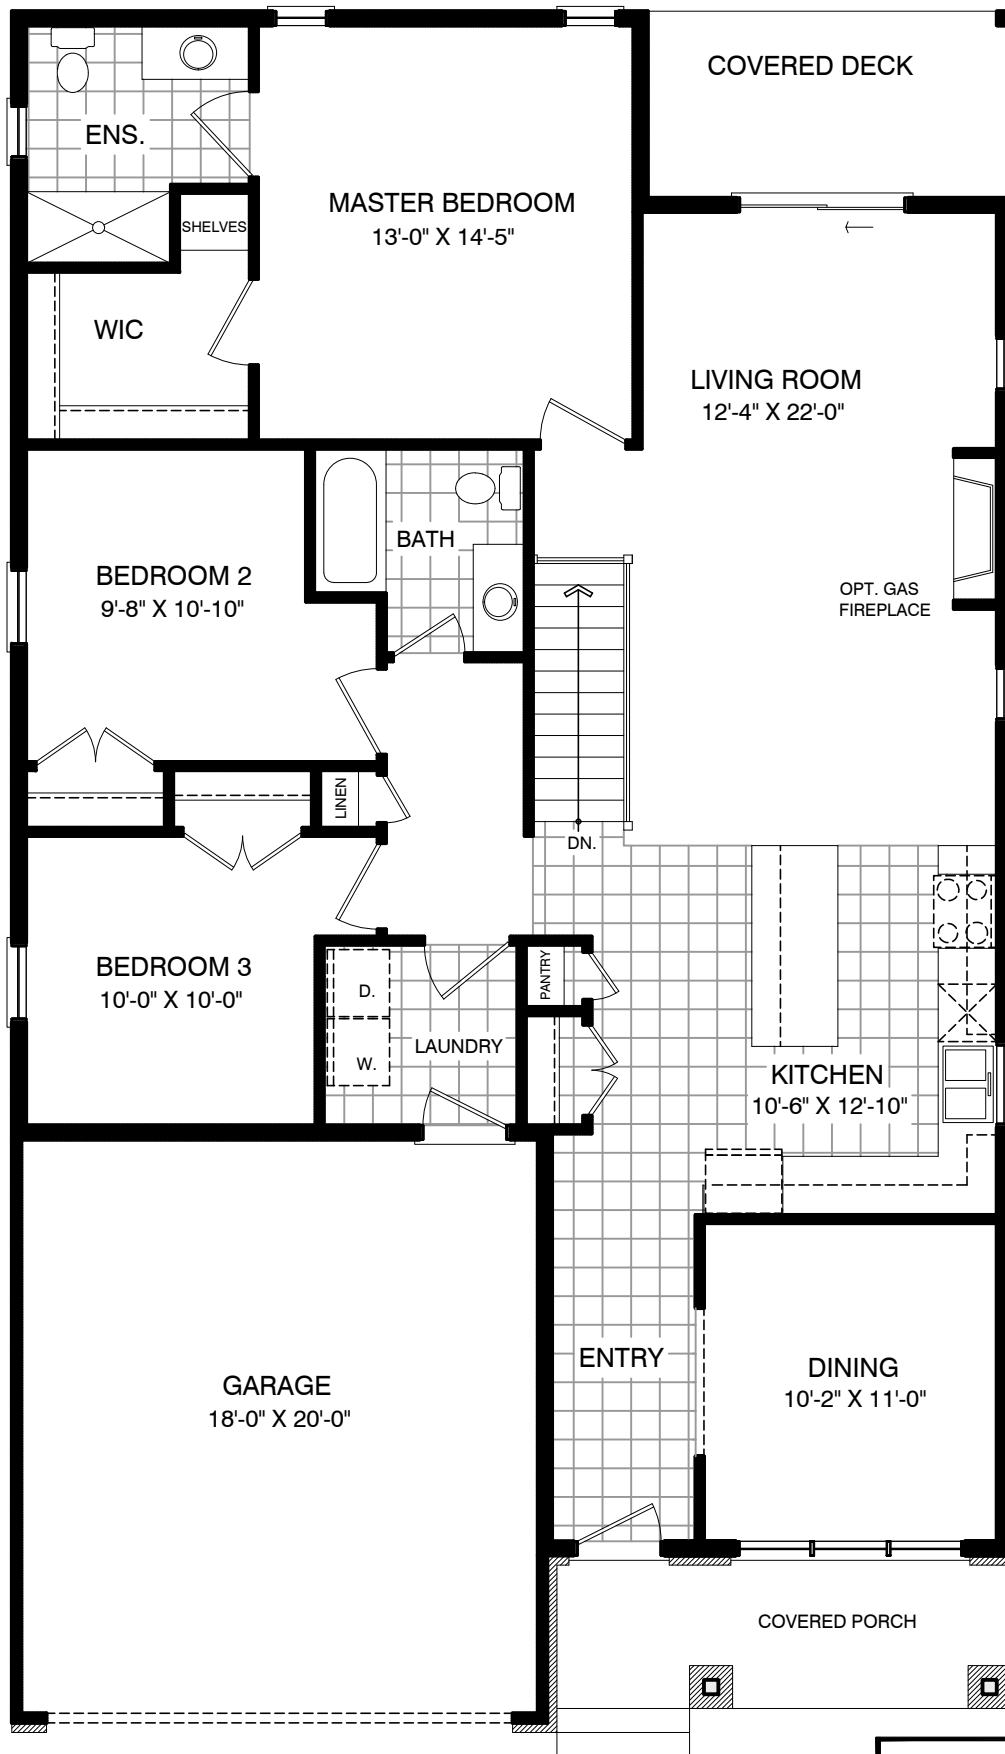 COVERED DECK
ENS.
MASTER BEDROOM
13'-0" X 14'-5"
SHELVES
WIC
LIVING ROOM
12'-4" X 22'-0"
BATH
BEDROOM 2
9'-8" X 10'-10"
OPT. GAS
FIREPLACE
LINEN
DN.
BEDROOM 3
10'-0" X 10'-0"
D.
PANTRY
LAUNDRY
W.
KITCHEN
10'-6" X 12'-10"
ENTRY
DINING
10'-2" X 11'-0"
GARAGE
18'-0" X 20'-0"
COVERED PORCH